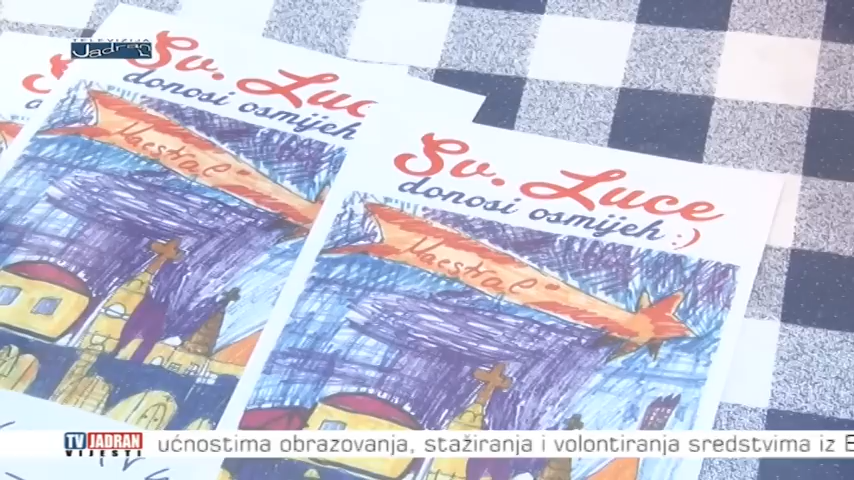 TELEVIZIJA
Jadran
Sv. Luce
donosi osmijeh
Maestral
Sv. Luce
donosi osmijeh :)
Maestral
TV JADRAN
VIJESTI
ućnostima obrazovanja, stažiranja i volontiranja sredstvima iz E